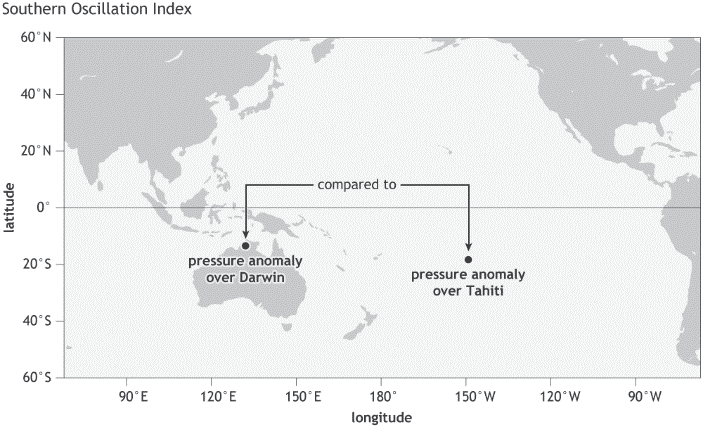 Southern Oscillation Index
60°N
40°N
20°N
0°
20°S
40°S
60°S
latitude
compared to
pressure anomaly
over Darwin
pressure anomaly
over Tahiti
90°E
120°E
150°E
180°
150°W
120°W
90°W
longitude